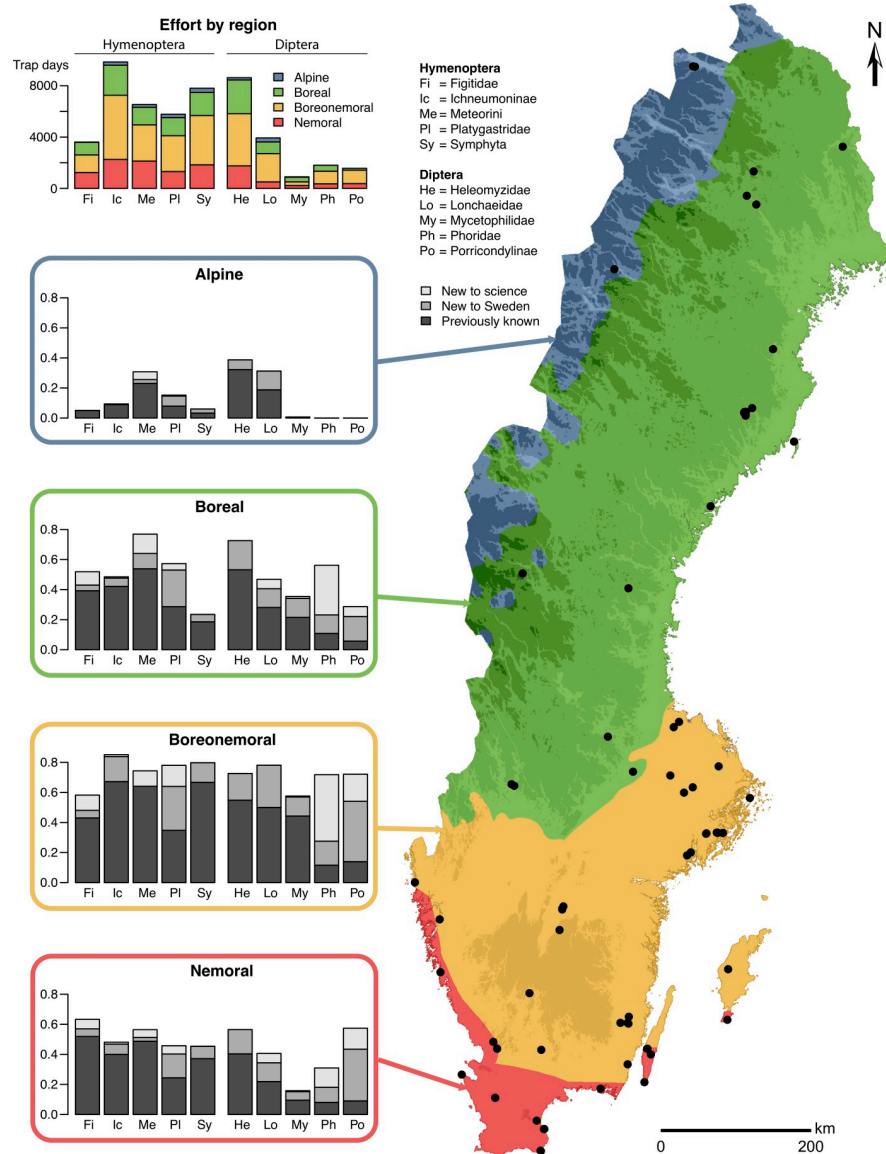 Effort by region
Hymenoptera Diptera
Trap days
8000
4000
0
Alpine
Boreal
Boreonemoral
Nemoral
Fi Ic Me Pl Sy He Lo My Ph Po
Hymenoptera
Fi = Figitidae
Ic = Ichneumoninae
Me = Meteorini
Pl = Platygastridae
Sy = Symphyta
Diptera
He = Heleomyzidae
Lo = Lonchaeidae
My = Mycetophilidae
Ph = Phoridae
Po = Porricondylinae
New to science
New to Sweden
Previously known
N
Alpine
0.8
0.6
0.4
0.2
0.0
Fi Ic Me Pl Sy He Lo My Ph Po
Boreal
0.8
0.6
0.4
0.2
0.0
Fi Ic Me Pl Sy He Lo My Ph Po
Boreonemoral
0.8
0.6
0.4
0.2
0.0
Fi Ic Me Pl Sy He Lo My Ph Po
Nemoral
0.8
0.6
0.4
0.2
0.0
Fi Ic Me Pl Sy He Lo My Ph Po
km
0 200